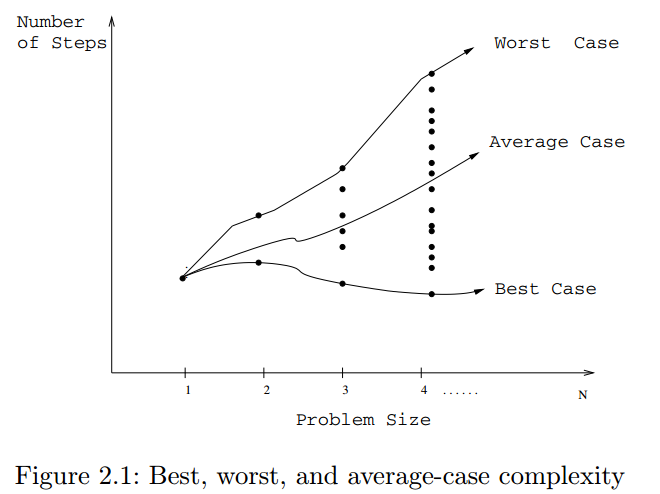 Number
of Steps
Worst Case
Average Case
Best Case
1 2 3 4 ...... N
Problem Size
Figure 2.1: Best, worst, and average-case complexity